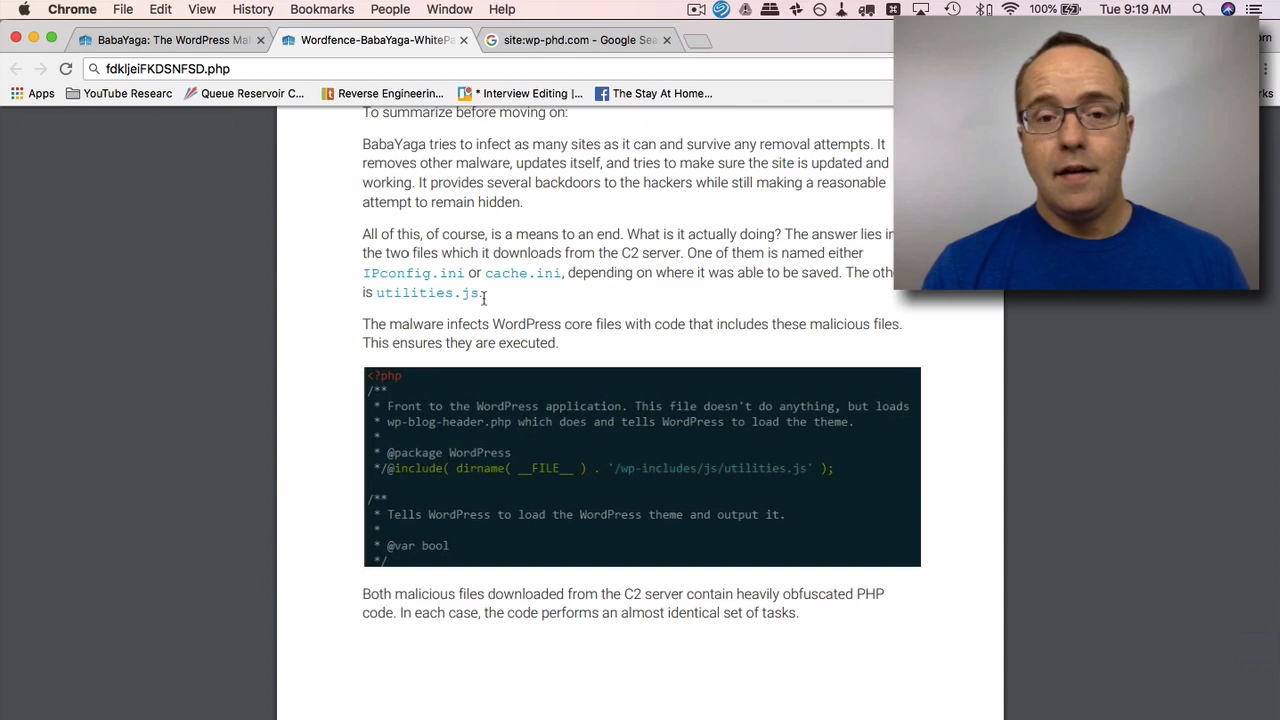 Chrome File Edit View History Bookmarks People Window Help 100% Tue 9:19 AM
BabaYaga: The WordPress Mal
Wordfence-BabaYaga-WhitePa
site:wp-phd.com - Google Sea
fdkljeiFKDSNFSD.php
Apps YouTube Researc Queue Reservoir C... Reverse Engineerin... * Interview Editing |... The Stay At Home...
To summarize before moving on:
BabaYaga tries to infect as many sites as it can and survive any removal attempts. It
removes other malware, updates itself, and tries to make sure the site is updated and
working. It provides several backdoors to the hackers while still making a reasonable
attempt to remain hidden.
All of this, of course, is a means to an end. What is it actually doing? The answer lies in
the two files which it downloads from the C2 server. One of them is named either
IPconfig.ini or cache.ini, depending on where it was able to be saved. The othe
is utilities.js.
The malware infects WordPress core files with code that includes these malicious files.
This ensures they are executed.
<?php
/**
* Front to the WordPress application. This file doesn't do anything, but loads
* wp-blog-header.php which does and tells WordPress to load the theme.
*
* @package WordPress
*/@include( dirname( __FILE__ ) . '/wp-includes/js/utilities.js' );
/**
* Tells WordPress to load the WordPress theme and output it.
*
* @var bool
*/
Both malicious files downloaded from the C2 server contain heavily obfuscated PHP
code. In each case, the code performs an almost identical set of tasks.